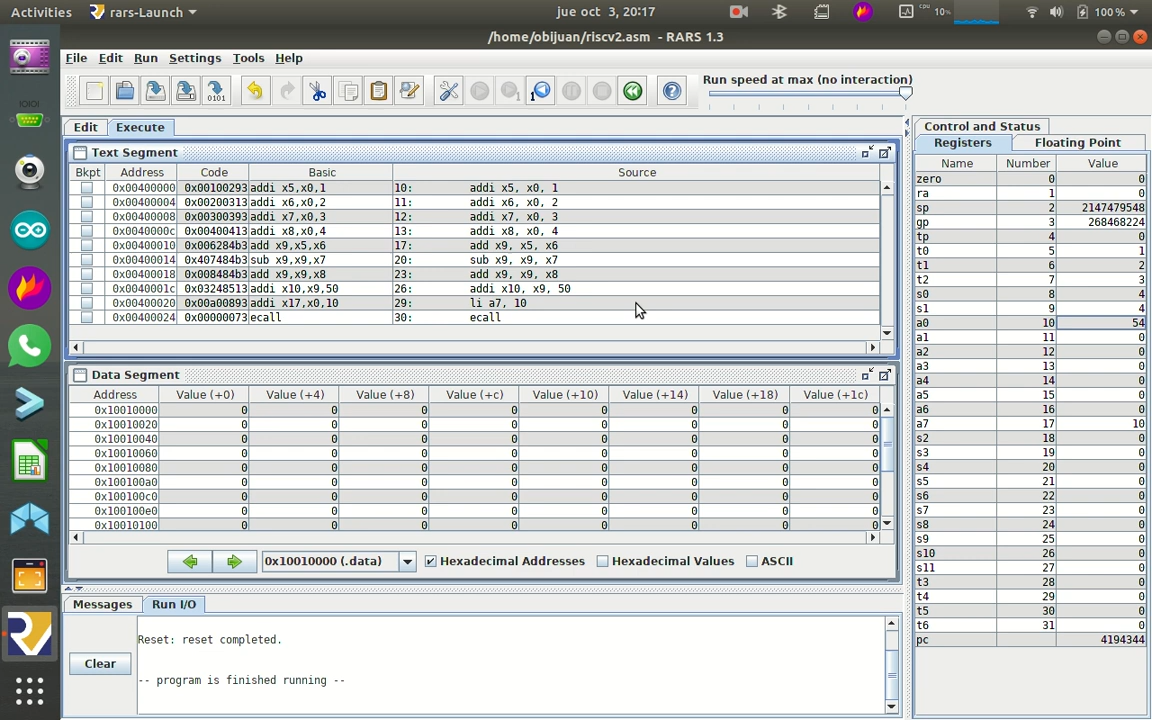 Activities rars-Launch jue oct 3, 20:17 cpu 10% 100%
/home/obijuan/riscv2.asm - RARS 1.3
File Edit Run Settings Tools Help
Run speed at max (no interaction)
Edit Execute
Text Segment
Bkpt Address Code Basic Source
0x00400000 0x00100293 addi x5,x0,1 10: addi x5, x0, 1
0x00400004 0x00200313 addi x6,x0,2 11: addi x6, x0, 2
0x00400008 0x00300393 addi x7,x0,3 12: addi x7, x0, 3
0x0040000c 0x00400413 addi x8,x0,4 13: addi x8, x0, 4
0x00400010 0x006284b3 add x9,x5,x6 17: add x9, x5, x6
0x00400014 0x407484b3 sub x9,x9,x7 20: sub x9, x9, x7
0x00400018 0x008484b3 add x9,x9,x8 23: add x9, x9, x8
0x0040001c 0x03248513 addi x10,x9,50 26: addi x10, x9, 50
0x00400020 0x00a00893 addi x17,x0,10 29: li a7, 10
0x00400024 0x00000073 ecall 30: ecall
Data Segment
Address Value (+0) Value (+4) Value (+8) Value (+c) Value (+10) Value (+14) Value (+18) Value (+1c)
0x10010000 0 0 0 0 0 0 0 0
0x10010020 0 0 0 0 0 0 0 0
0x10010040 0 0 0 0 0 0 0 0
0x10010060 0 0 0 0 0 0 0 0
0x10010080 0 0 0 0 0 0 0 0
0x100100a0 0 0 0 0 0 0 0 0
0x100100c0 0 0 0 0 0 0 0 0
0x100100e0 0 0 0 0 0 0 0 0
0x10010100 0 0 0 0 0 0 0 0
0x10010000 (.data) Hexadecimal Addresses Hexadecimal Values ASCII
Messages Run I/O
Reset: reset completed.
Clear
-- program is finished running --
Control and Status
Registers Floating Point
Name Number Value
zero 0 0
ra 1 0
sp 2 2147479548
gp 3 268468224
tp 4 0
t0 5 1
t1 6 2
t2 7 3
s0 8 4
s1 9 4
a0 10 54
a1 11 0
a2 12 0
a3 13 0
a4 14 0
a5 15 0
a6 16 0
a7 17 10
s2 18 0
s3 19 0
s4 20 0
s5 21 0
s6 22 0
s7 23 0
s8 24 0
s9 25 0
s10 26 0
s11 27 0
t3 28 0
t4 29 0
t5 30 0
t6 31 0
pc 4194344